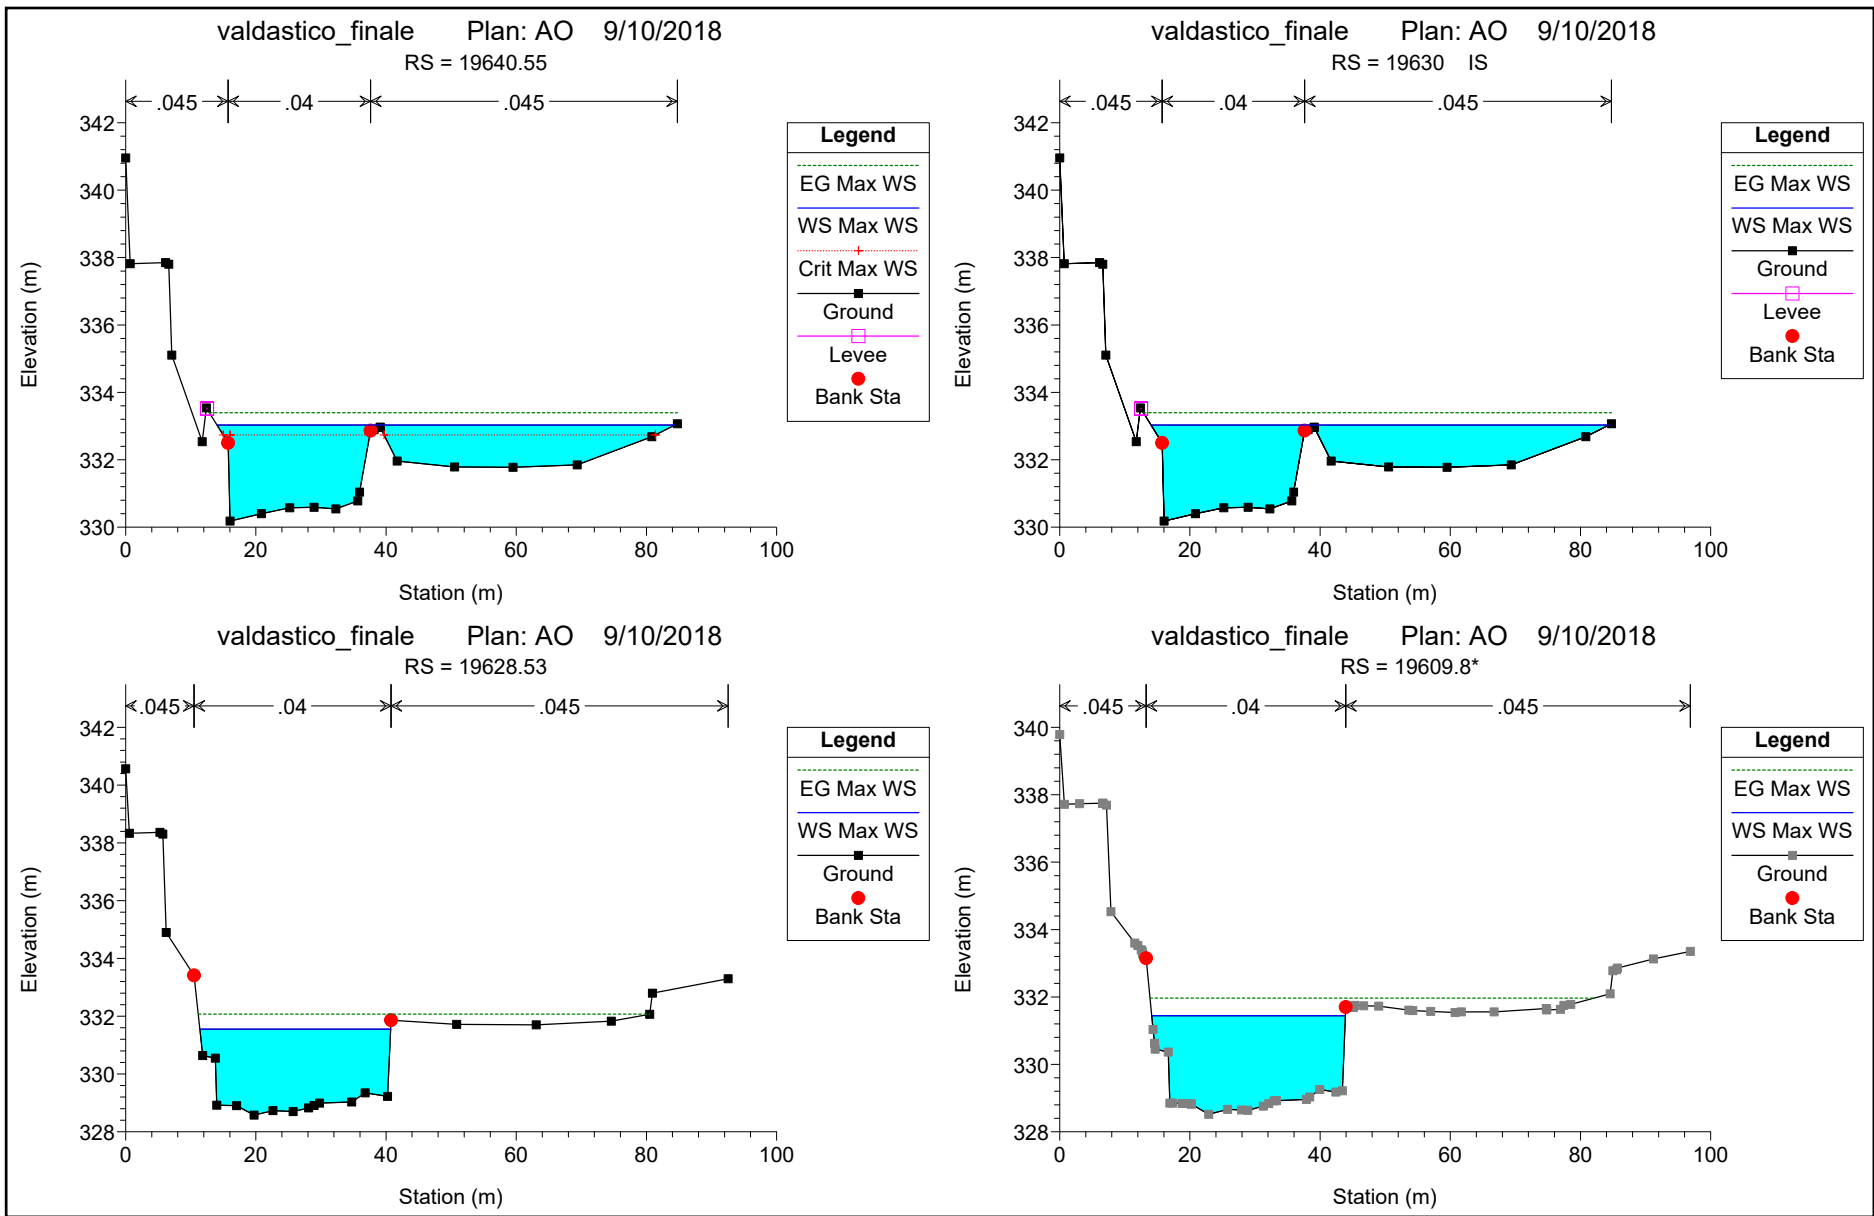 valdastico_finale Plan: AO 9/10/2018
RS = 19640.55
.045 .04 .045
342
340
338
336
334
332
330
Elevation (m)
0 20 40 60 80 100
Station (m)
Legend
EG Max WS
WS Max WS
Crit Max WS
Ground
Levee
Bank Sta
valdastico_finale Plan: AO 9/10/2018
RS = 19630 IS
.045 .04 .045
342
340
338
336
334
332
330
Elevation (m)
0 20 40 60 80 100
Station (m)
Legend
EG Max WS
WS Max WS
Ground
Levee
Bank Sta
valdastico_finale Plan: AO 9/10/2018
RS = 19628.53
.045 .04 .045
342
340
338
336
334
332
330
328
Elevation (m)
0 20 40 60 80 100
Station (m)
Legend
EG Max WS
WS Max WS
Ground
Bank Sta
valdastico_finale Plan: AO 9/10/2018
RS = 19609.8*
.045 .04 .045
340
338
336
334
332
330
328
Elevation (m)
0 20 40 60 80 100
Station (m)
Legend
EG Max WS
WS Max WS
Ground
Bank Sta